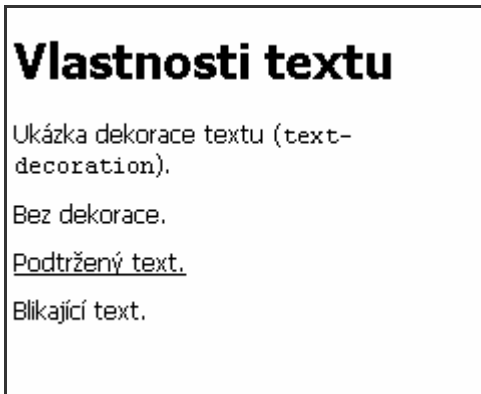 Vlastnosti textu
Ukázka dekorace textu (text-
decoration).
Bez dekorace.
Podtržený text.
Blikající text.